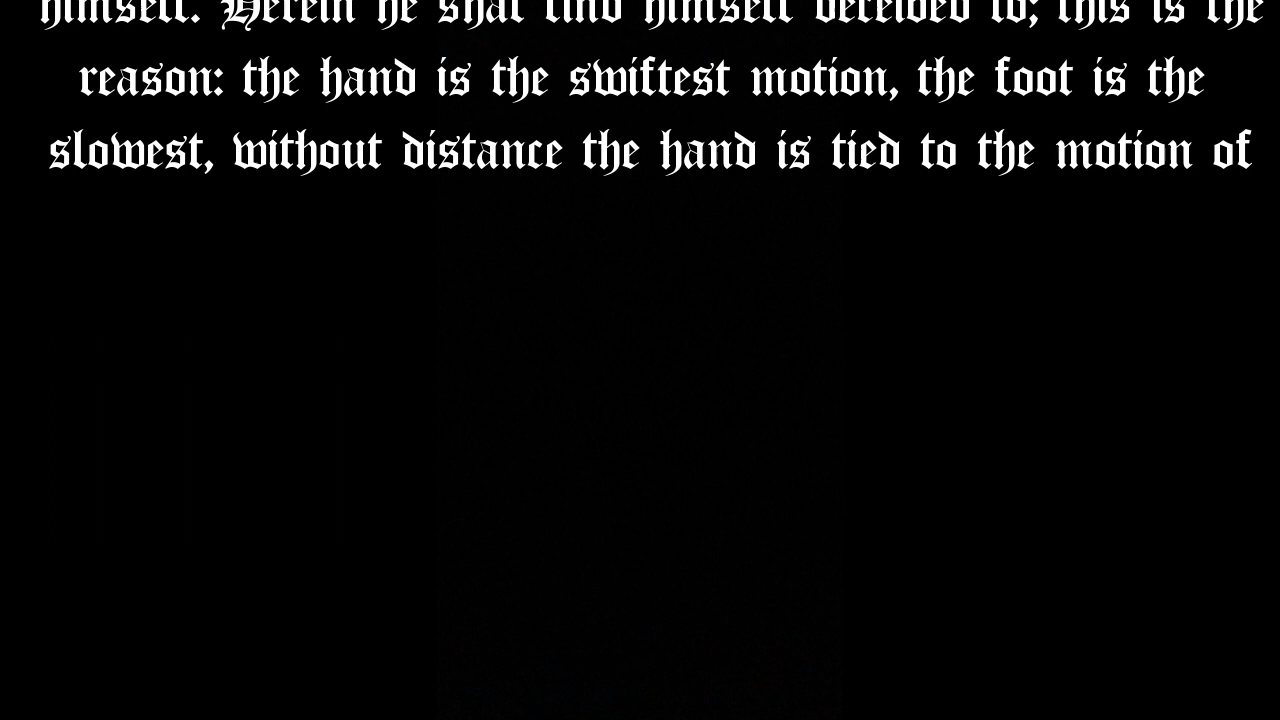 himself. Herein he shal find himself deceived to; this is the
reason: the hand is the swiftest motion, the foot is the
slowest, without distance the hand is tied to the motion of